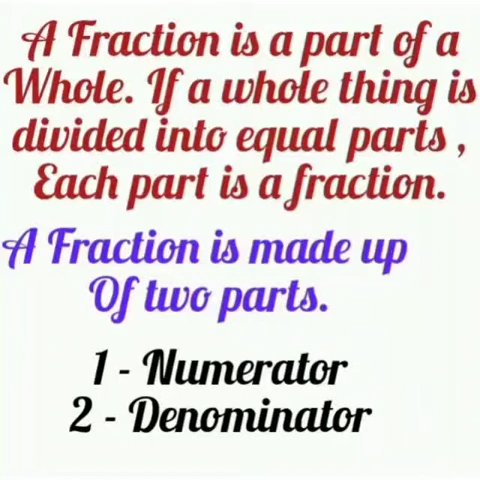 A Fraction is a part of a
Whole. If a whole thing is
divided into equal parts ,
Each part is a fraction.
A Fraction is made up
Of two parts.
1 - Numerator
2 - Denominator